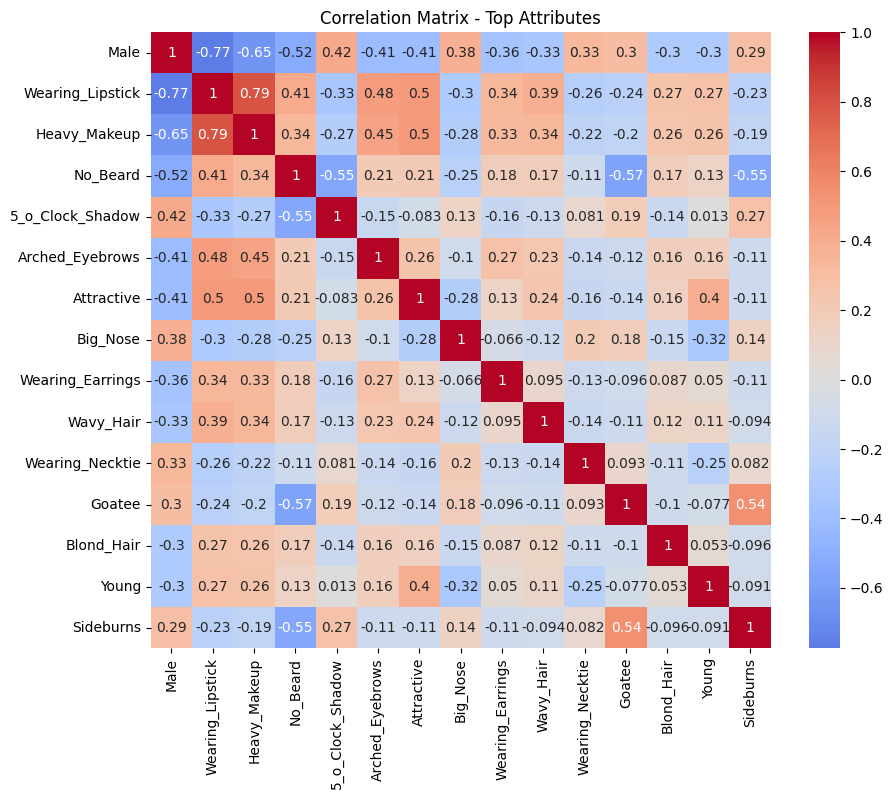 Correlation Matrix - Top Attributes
Male 1 -0.77 -0.65 -0.52 0.42 -0.41 -0.41 0.38 -0.36 -0.33 0.33 0.3 -0.3 -0.3 0.29
Wearing_Lipstick -0.77 1 0.79 0.41 -0.33 0.48 0.5 -0.3 0.34 0.39 -0.26 -0.24 0.27 0.27 -0.23
Heavy_Makeup -0.65 0.79 1 0.34 -0.27 0.45 0.5 -0.28 0.33 0.34 -0.22 -0.2 0.26 0.26 -0.19
No_Beard -0.52 0.41 0.34 1 -0.55 0.21 0.21 -0.25 0.18 0.17 -0.11 -0.57 0.17 0.13 -0.55
5_o_Clock_Shadow 0.42 -0.33 -0.27 -0.55 1 -0.15 -0.083 0.13 -0.16 -0.13 0.081 0.19 -0.14 0.013 0.27
Arched_Eyebrows -0.41 0.48 0.45 0.21 -0.15 1 0.26 -0.1 0.27 0.23 -0.14 -0.12 0.16 0.16 -0.11
Attractive -0.41 0.5 0.5 0.21 -0.083 0.26 1 -0.28 0.13 0.24 -0.16 -0.14 0.16 0.4 -0.11
Big_Nose 0.38 -0.3 -0.28 -0.25 0.13 -0.1 -0.28 1 -0.066 -0.12 0.2 0.18 -0.15 -0.32 0.14
Wearing_Earrings -0.36 0.34 0.33 0.18 -0.16 0.27 0.13 -0.066 1 0.095 -0.13 -0.096 0.087 0.05 -0.11
Wavy_Hair -0.33 0.39 0.34 0.17 -0.13 0.23 0.24 -0.12 0.095 1 -0.14 -0.11 0.12 0.11 -0.094
Wearing_Necktie 0.33 -0.26 -0.22 -0.11 0.081 -0.14 -0.16 0.2 -0.13 -0.14 1 0.093 -0.11 -0.25 0.082
Goatee 0.3 -0.24 -0.2 -0.57 0.19 -0.12 -0.14 0.18 -0.096 -0.11 0.093 1 -0.1 -0.077 0.54
Blond_Hair -0.3 0.27 0.26 0.17 -0.14 0.16 0.16 -0.15 0.087 0.12 -0.11 -0.1 1 0.053 -0.096
Young -0.3 0.27 0.26 0.13 0.013 0.16 0.4 -0.32 0.05 0.11 -0.25 -0.077 0.053 1 -0.091
Sideburns 0.29 -0.23 -0.19 -0.55 0.27 -0.11 -0.11 0.14 -0.11 -0.094 0.082 0.54 -0.096 -0.091 1
Male
Wearing_Lipstick
Heavy_Makeup
No_Beard
5_o_Clock_Shadow
Arched_Eyebrows
Attractive
Big_Nose
Wearing_Earrings
Wavy_Hair
Wearing_Necktie
Goatee
Blond_Hair
Young
Sideburns
1.0
0.8
0.6
0.4
0.2
0.0
−0.2
−0.4
−0.6